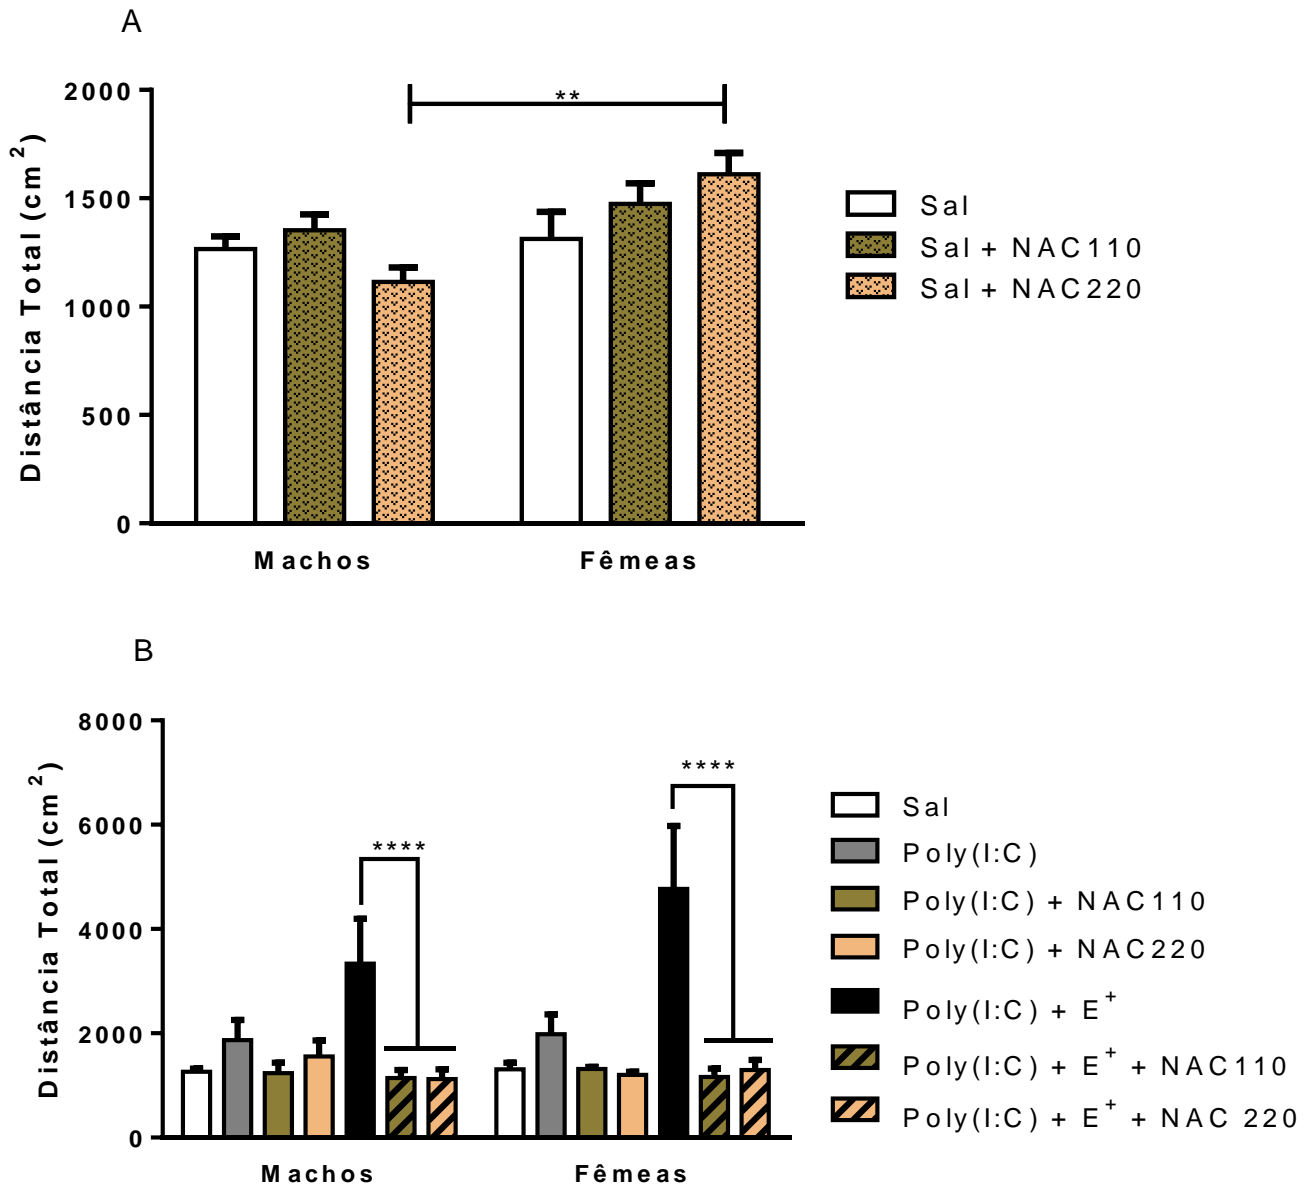 A
Distância Total (cm²)
2000
1500
1000
500
0
**
Machos
Fêmeas
Sal
Sal + NAC110
Sal + NAC220
B
Distância Total (cm²)
8000
6000
4000
2000
0
****
****
Machos
Fêmeas
Sal
Poly(I:C)
Poly(I:C) + NAC110
Poly(I:C) + NAC220
Poly(I:C) + E⁺
Poly(I:C) + E⁺ + NAC110
Poly(I:C) + E⁺ + NAC 220